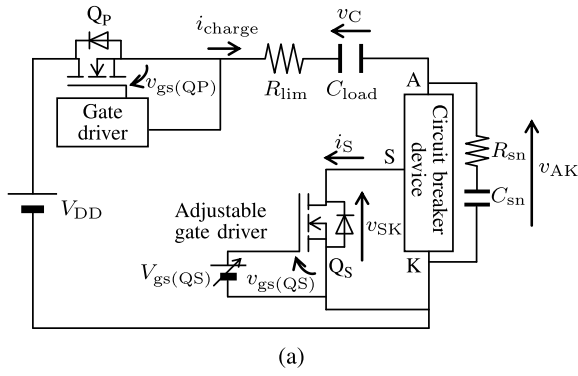 Q_P
i_charge
v_C
v_gs(QP)
R_lim
C_load
A
Gate
driver
Circuit breaker
device
R_sn
v_AK
i_S
S
C_sn
V_DD
Adjustable
gate driver
v_SK
V_gs(QS)
v_gs(QS)
Q_S
K
(a)